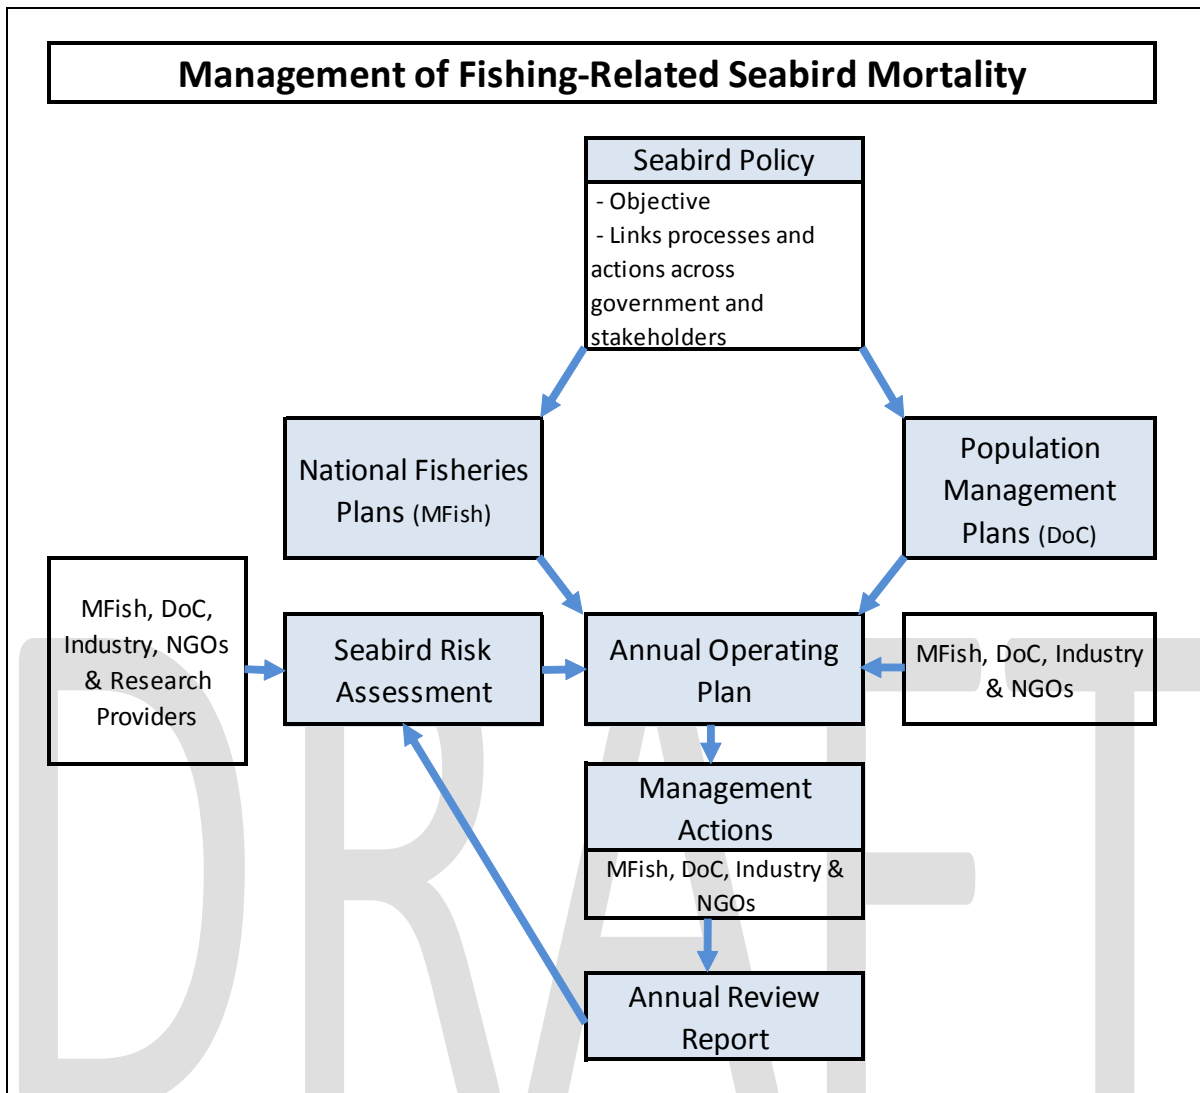 Management of Fishing-Related Seabird Mortality
Seabird Policy
- Objective
- Links processes and
actions across
government and
stakeholders
National Fisheries
Plans (MFish)
Population
Management
Plans (DoC)
MFish, DoC,
Industry, NGOs
& Research
Providers
Seabird Risk
Assessment
Annual Operating
Plan
MFish, DoC, Industry
& NGOs
Management
Actions
MFish, DoC, Industry &
NGOs
Annual Review
Report
DRAFT